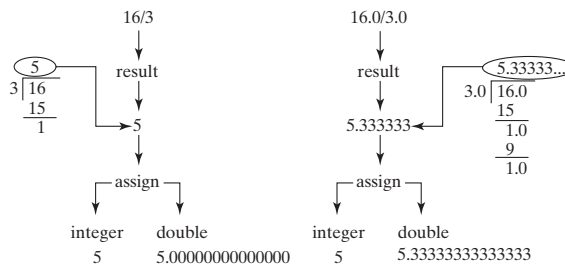 16/3
5
3 16
15
1
result
5
assign
integer double
5 5.00000000000000
16.0/3.0
5.33333...
3.0 16.0
15
1.0
9
1.0
result
5.333333
assign
integer double
5 5.33333333333333